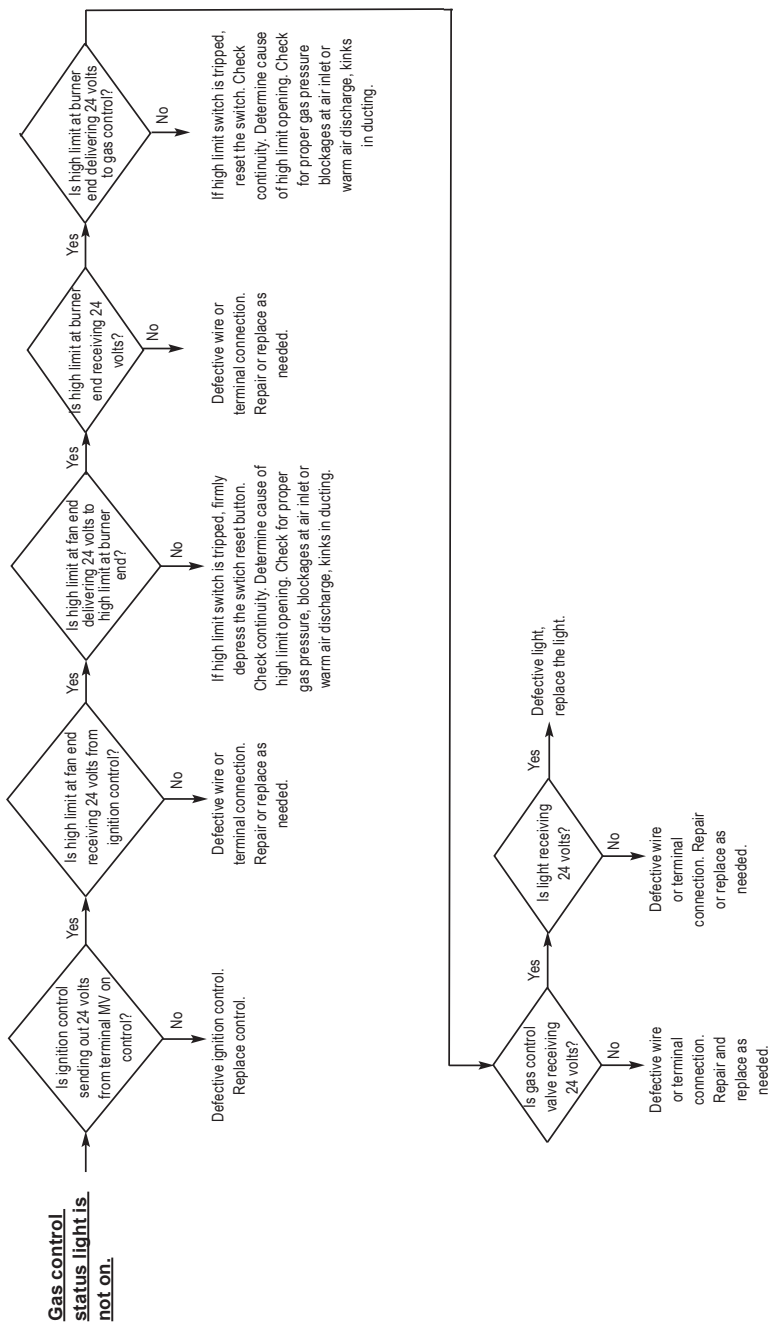 Gas control
status light is
not on.
Is ignition control
sending out 24 volts
from terminal MV on
control?
No
Defective ignition control.
Replace control.
Yes
Is high limit at fan end
receiving 24 volts from
ignition control?
No
Defective wire or
terminal connection.
Repair or replace as
needed.
Yes
Is high limit at fan end
delivering 24 volts to
high limit at burner
end?
No
If high limit switch is tripped, firmly
depress the swtich reset button.
Check continuity. Determine cause of
high limit opening. Check for proper
gas pressure, blockages at air inlet or
warm air discharge, kinks in ducting.
Yes
Is high limit at burner
end receiving 24
volts?
No
Defective wire or
terminal connection.
Repair or replace as
needed.
Yes
Is high limit at burner
end delivering 24 volts
to gas control?
No
If high limit switch is tripped,
reset the switch. Check
continuity. Determine cause
of high limit opening. Check
for proper gas pressure
blockages at air inlet or
warm air discharge, kinks
in ducting.
Is gas control
valve receiving
24 volts?
No
Defective wire
or terminal
connection.
Repair and
replace as
needed.
Yes
Is light receiving
24 volts?
No
Defective wire
or terminal
connection. Repair
or replace as
needed.
Yes
Defective light,
replace the light.